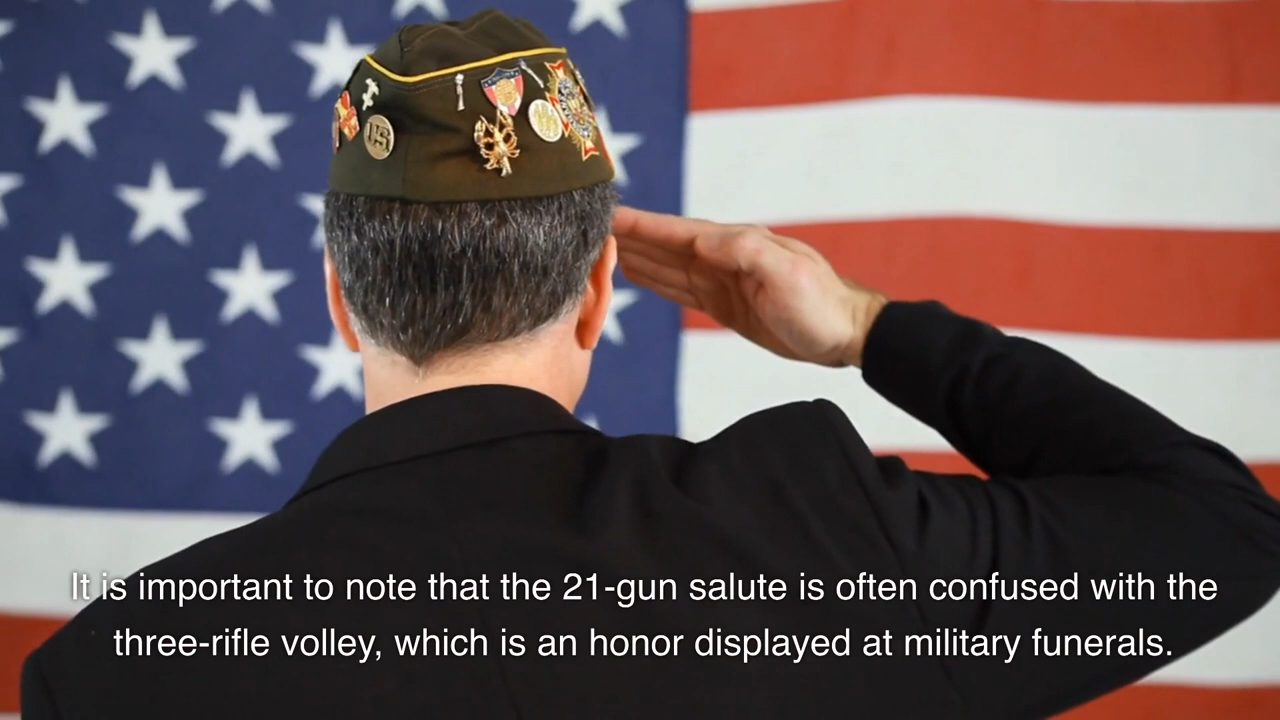 US
It is important to note that the 21-gun salute is often confused with the
three-rifle volley, which is an honor displayed at military funerals.